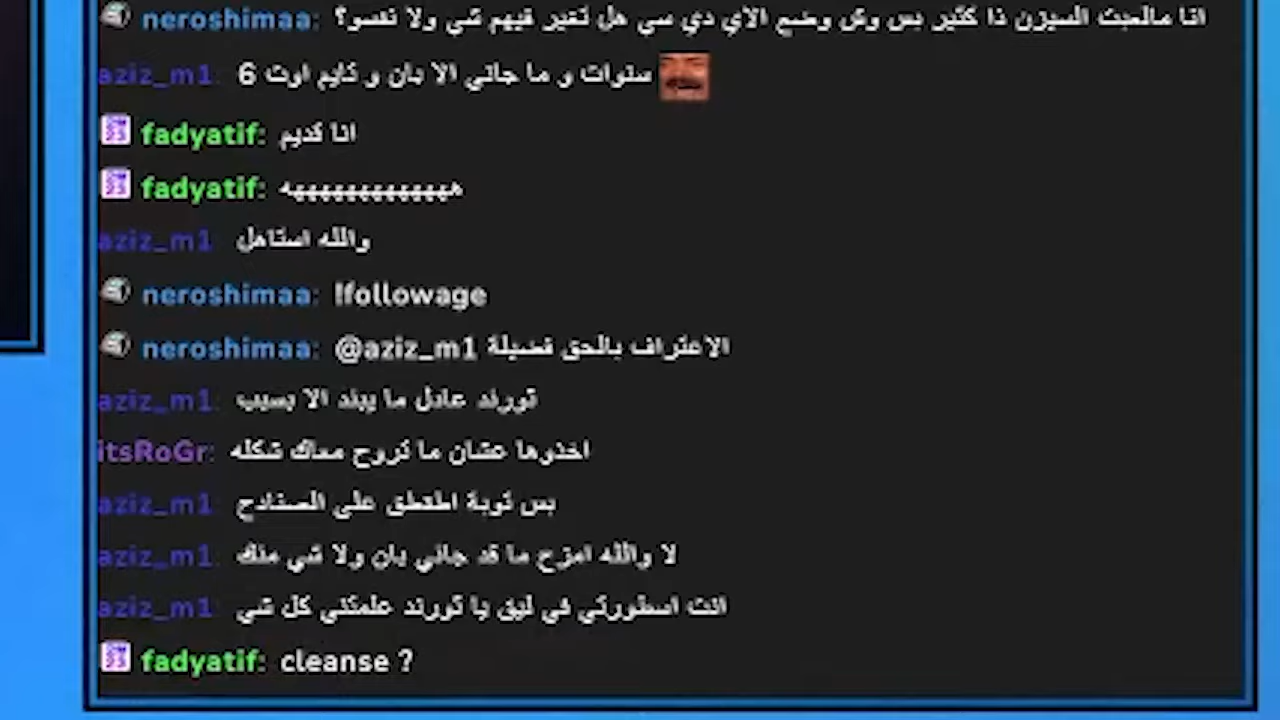 neroshimaa: انا مالعبت السيزن ذا كثير بس وش وضع الاي دي سي هل تغير فيهم شي ولا نفسو؟
aziz_m1: 6 سنوات و ما جاني الا بان و تايم اوت
fadyatif: انا كديم
fadyatif: ههههههههههههههه
aziz_m1: والله استاهل
neroshimaa: !followage
neroshimaa: @aziz_m1 الاعتراف بالحق فضيلة
aziz_m1: تورند عادل ما يبند الا بسبب
itsRoGr: اخذوها عشان ما تروح معاك شكله
aziz_m1: بس توبة اطقطق على الصنادح
aziz_m1: لا والله امزح ما قد جاني بان ولا شي منك
aziz_m1: انت اسطورتي في ليق يا تورند علمتني كل شي
fadyatif: cleanse ?